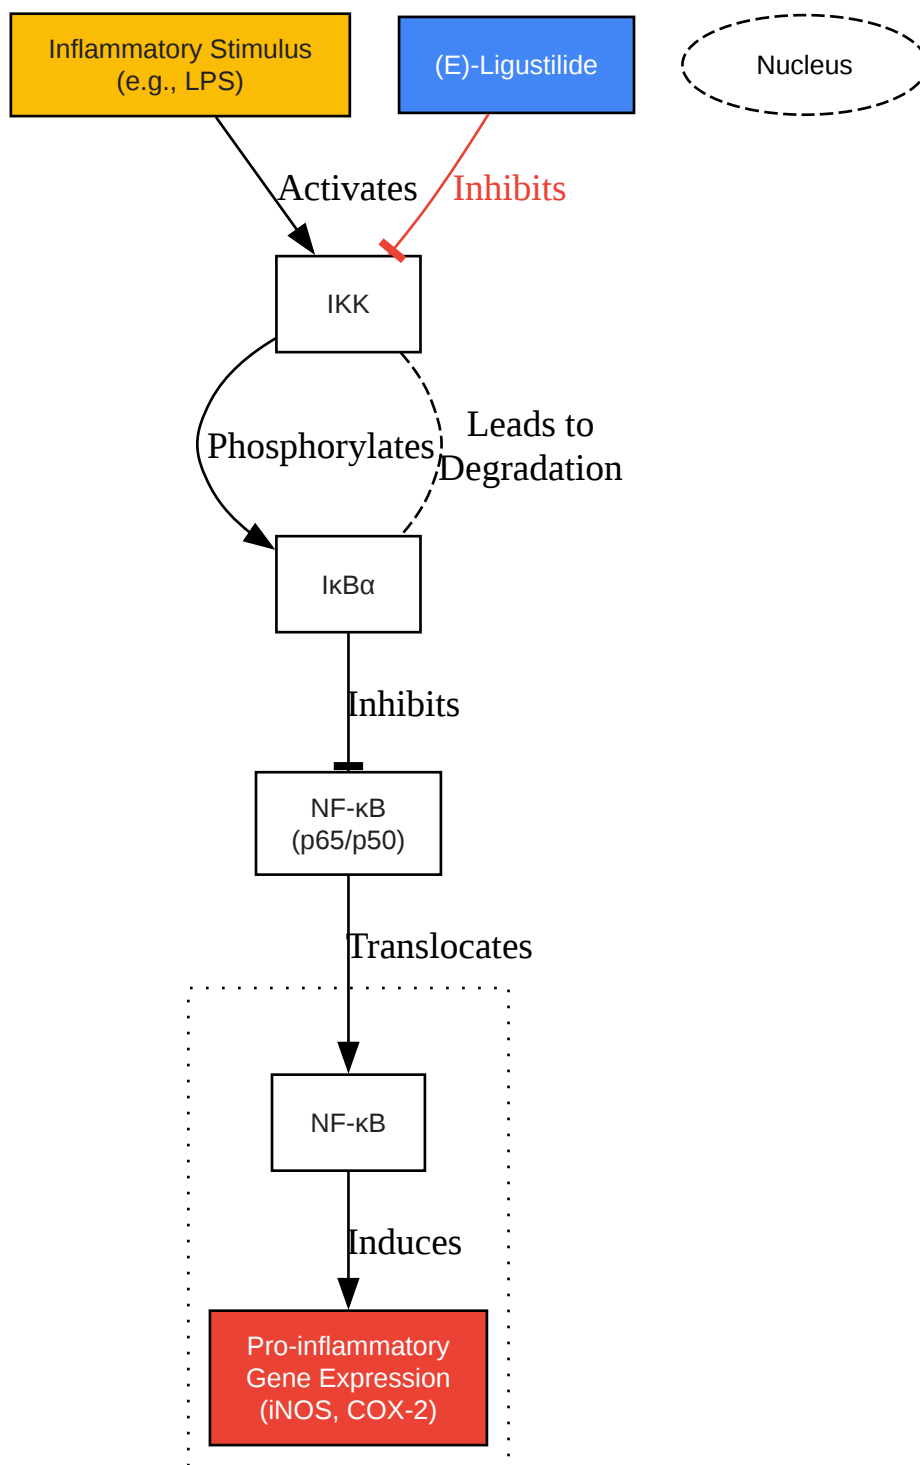 Inflammatory Stimulus
(e.g., LPS)
(E)-Ligustilide
Nucleus
Activates
Inhibits
IKK
Phosphorylates
Leads to
Degradation
IκBα
Inhibits
NF-κB
(p65/p50)
Translocates
NF-κB
Induces
Pro-inflammatory
Gene Expression
(iNOS, COX-2)